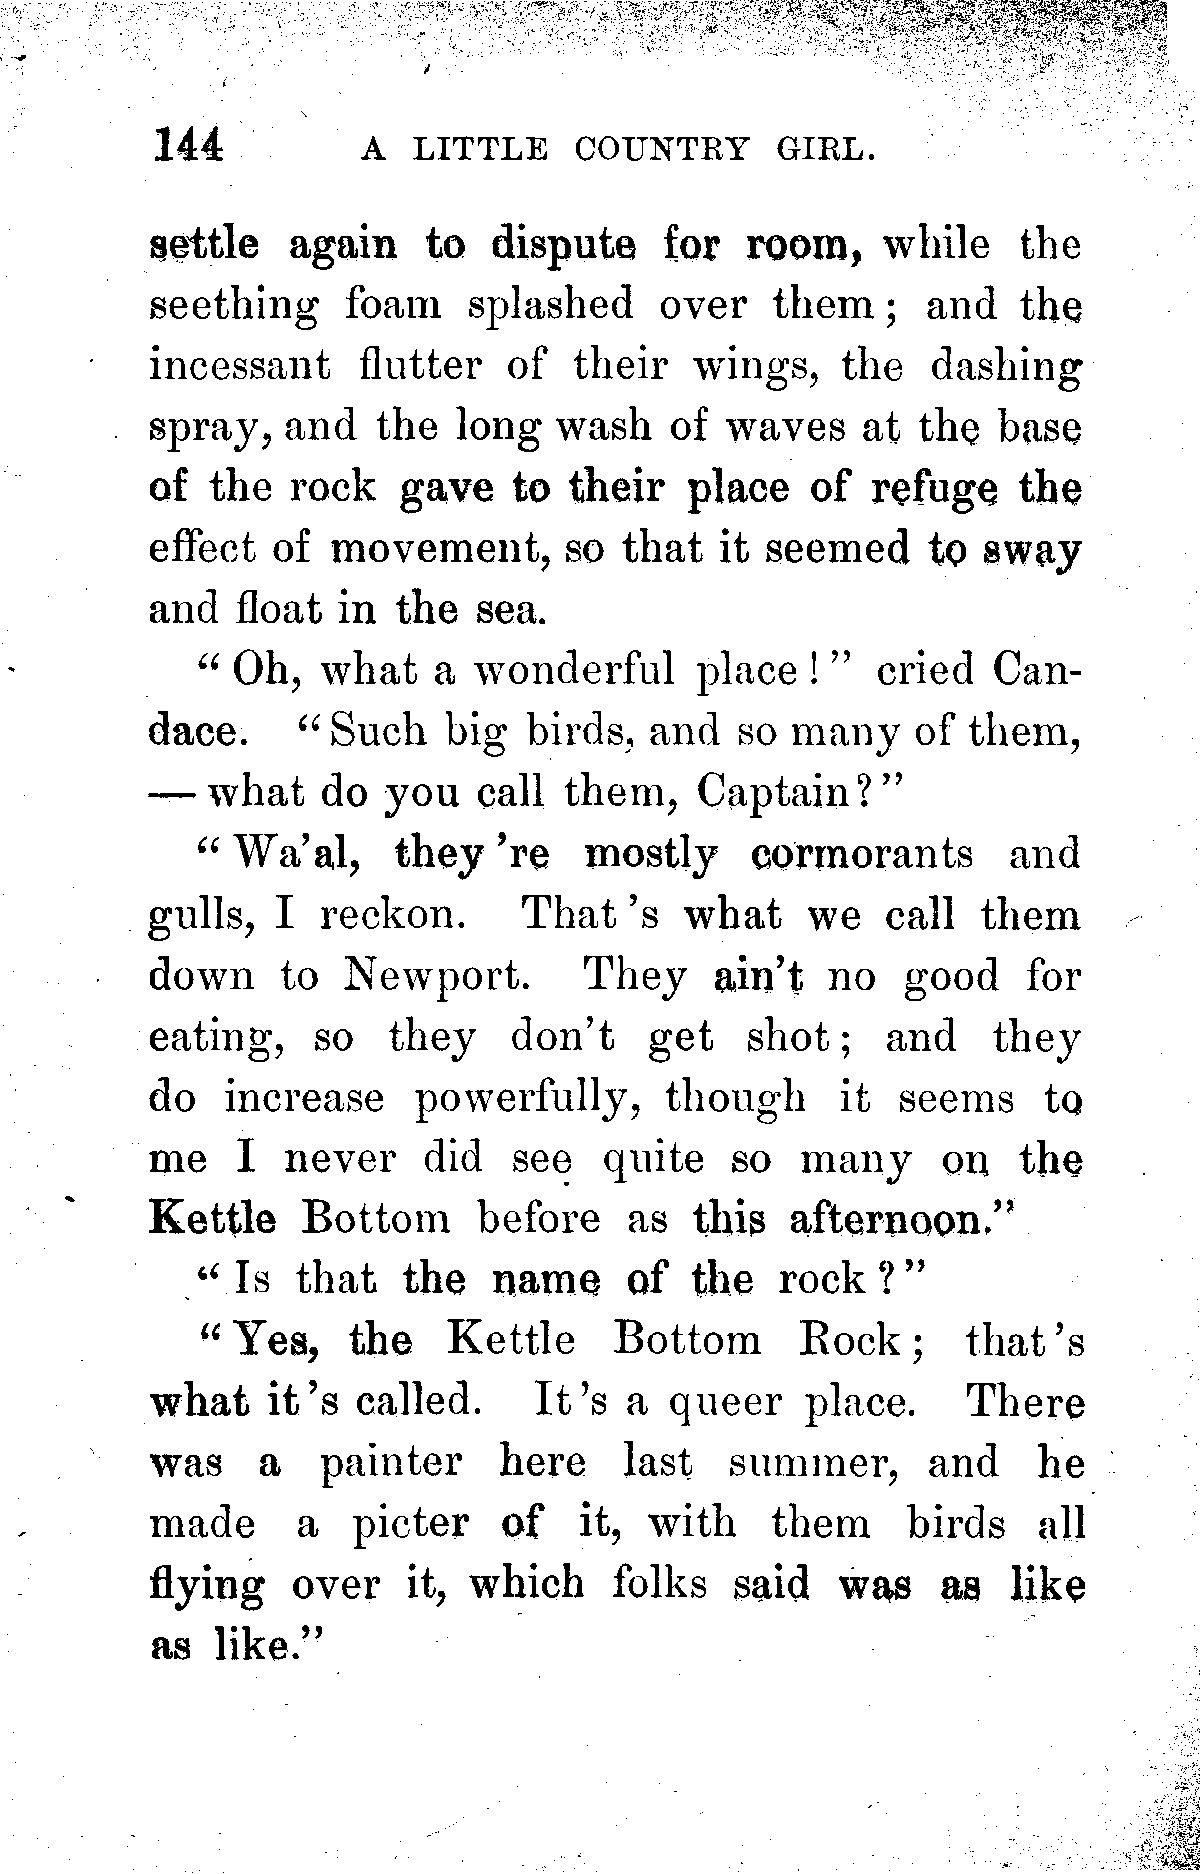 144 A LITTLE COUNTRY GIRL.
settle again to dispute for room, while the
seething foam splashed over them; and the
incessant flutter of their wings, the dashing
spray, and the long wash of waves at the base
of the rock gave to their place of refuge the
effect of movement, so that it seemed to sway
and float in the sea.
"Oh, what a wonderful place!" cried Can-
dace. "Such big birds, and so many of them,
— what do you call them, Captain?"
"Wa'al, they 're mostly cormorants and
gulls, I reckon. That 's what we call them
down to Newport. They ain't no good for
eating, so they don't get shot; and they
do increase powerfully, though it seems to
me I never did see quite so many on the
Kettle Bottom before as this afternoon."
"Is that the name of the rock?"
"Yes, the Kettle Bottom Rock; that 's
what it 's called. It 's a queer place. There
was a painter here last summer, and he
made a picter of it, with them birds all
flying over it, which folks said was as like
as like."